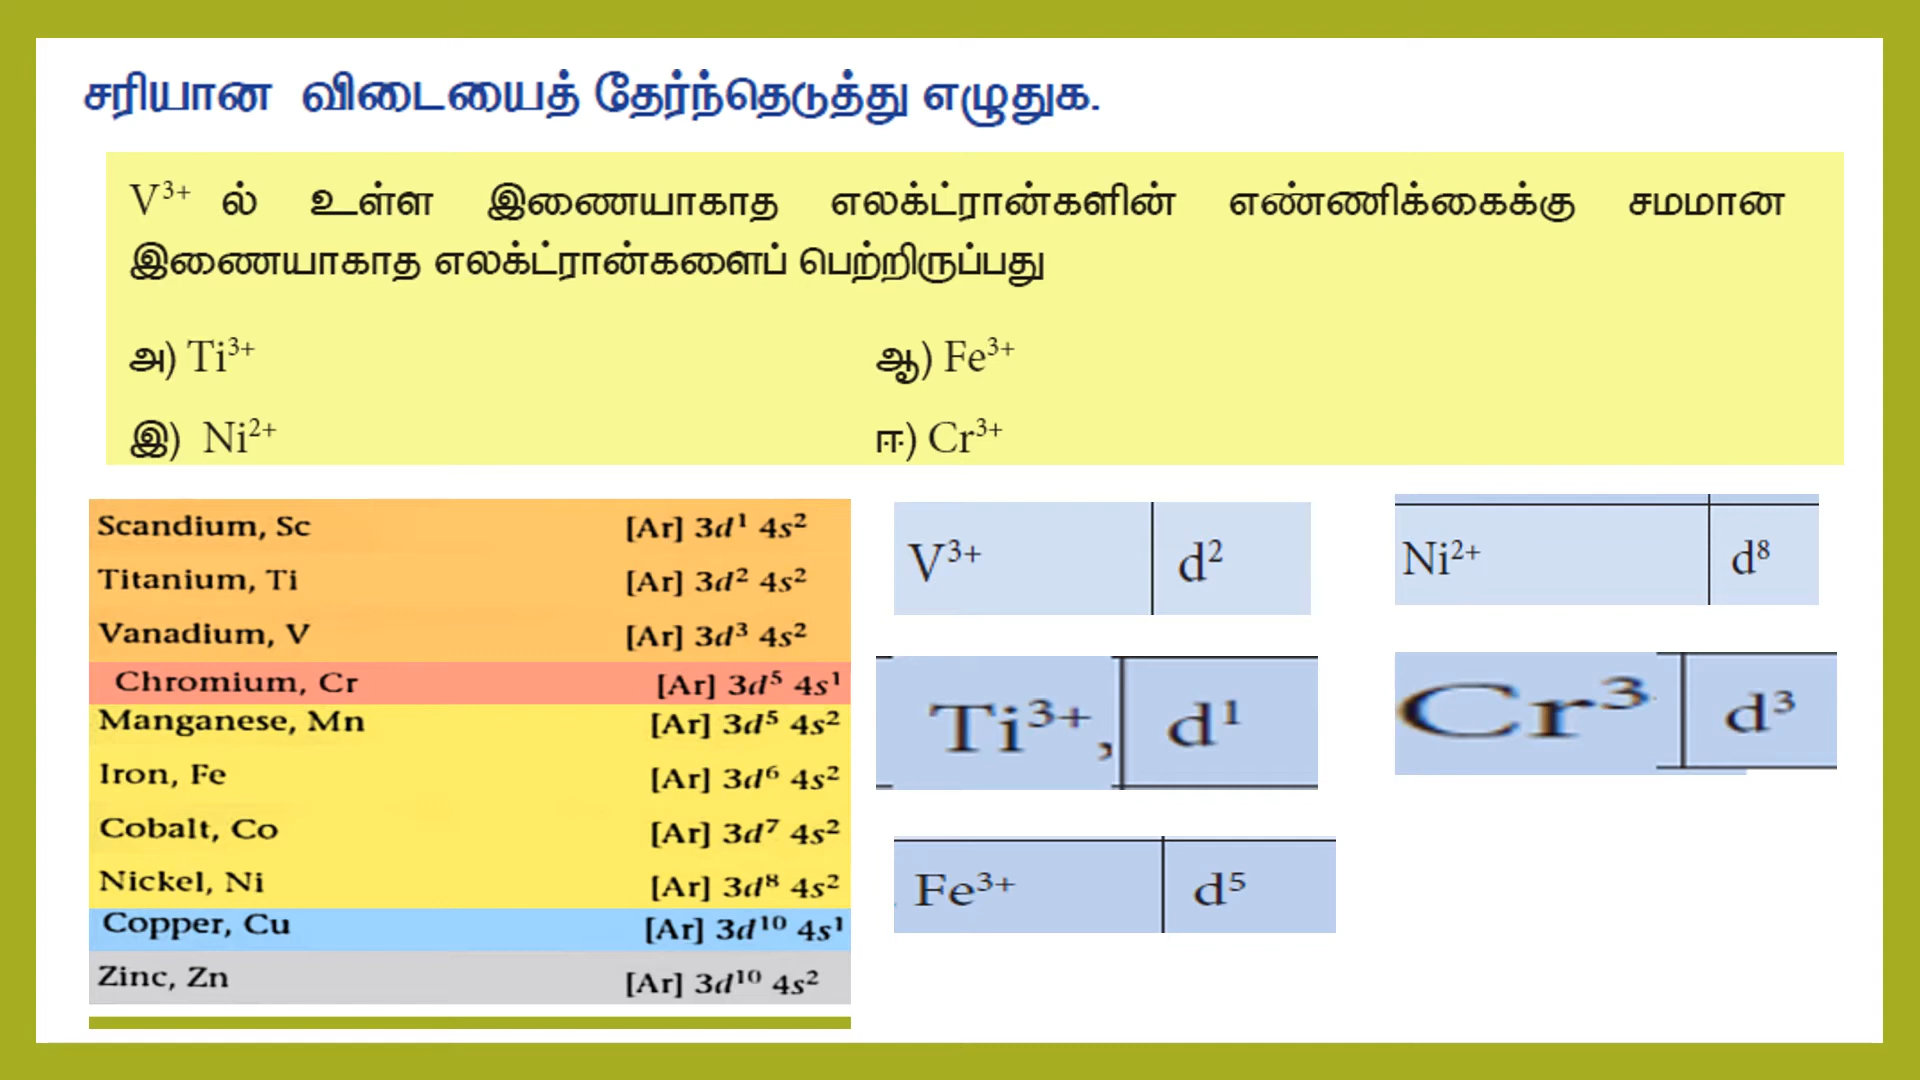 சரியான விடையைத் தேர்ந்தெடுத்து எழுதுக.
V³⁺ ல் உள்ள இணையாகாத எலக்ட்ரான்களின் எண்ணிக்கைக்கு சமமான
இணையாகாத எலக்ட்ரான்களைப் பெற்றிருப்பது
அ) Ti³⁺ ஆ) Fe³⁺
இ) Ni²⁺ ஈ) Cr³⁺
Scandium, Sc [Ar] 3d¹ 4s²
Titanium, Ti [Ar] 3d² 4s²
Vanadium, V [Ar] 3d³ 4s²
Chromium, Cr [Ar] 3d⁵ 4s¹
Manganese, Mn [Ar] 3d⁵ 4s²
Iron, Fe [Ar] 3d⁶ 4s²
Cobalt, Co [Ar] 3d⁷ 4s²
Nickel, Ni [Ar] 3d⁸ 4s²
Copper, Cu [Ar] 3d¹⁰ 4s¹
Zinc, Zn [Ar] 3d¹⁰ 4s²
V³⁺ d²
Ni²⁺ d⁸
Ti³⁺, d¹
Cr³ d³
Fe³⁺ d⁵